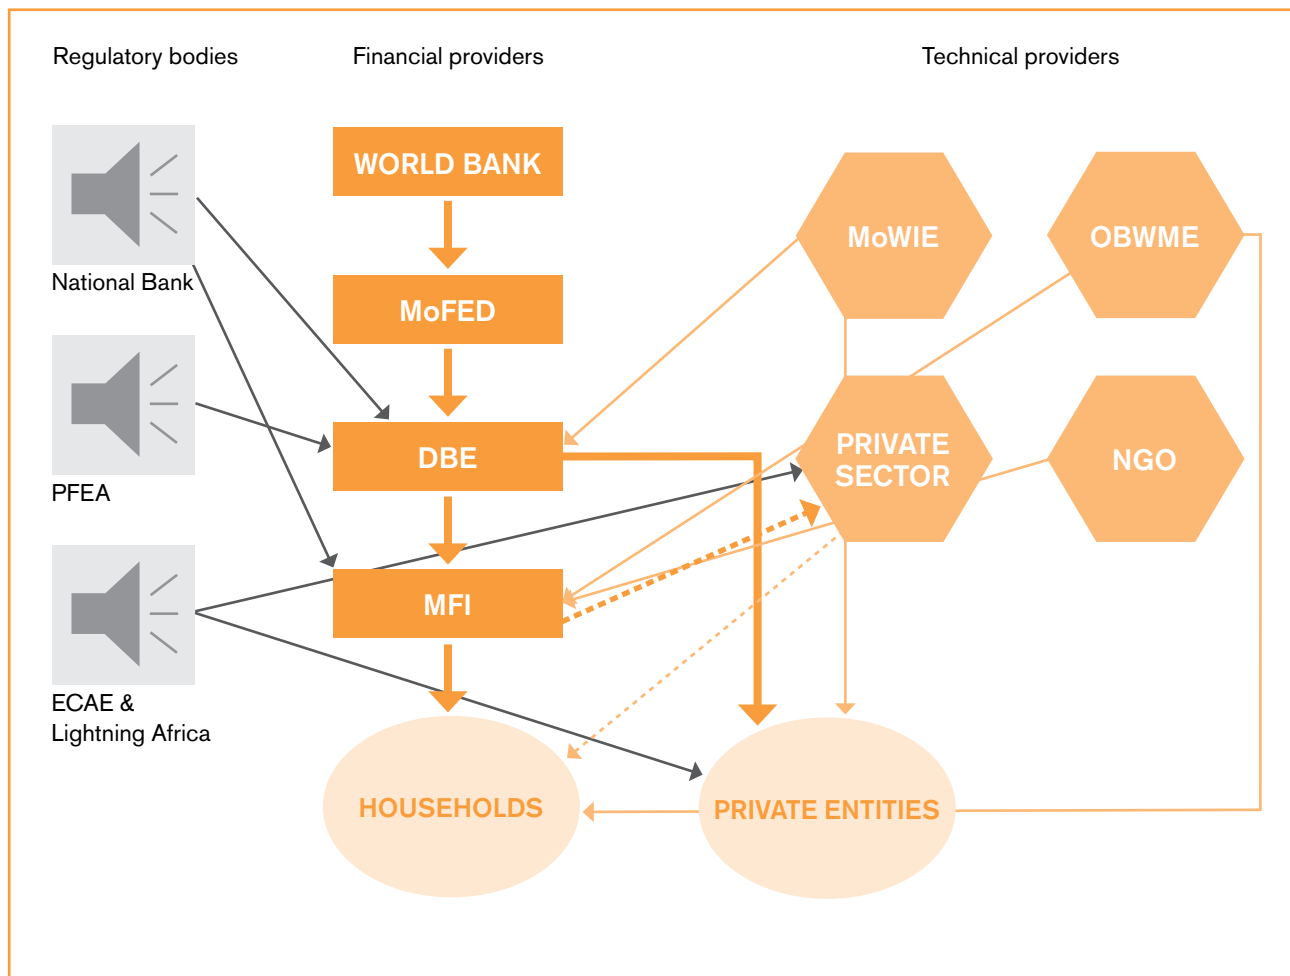 Regulatory bodies
Financial providers
Technical providers
National Bank
PFEA
ECAE &
Lightning Africa
WORLD BANK
MoFED
DBE
MFI
MoWIE
OBWME
PRIVATE
SECTOR
NGO
HOUSEHOLDS
PRIVATE ENTITIES